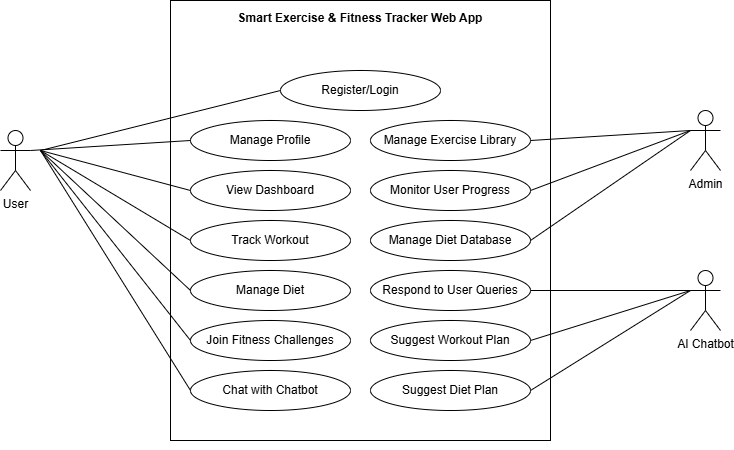 Smart Exercise & Fitness Tracker Web App
Register/Login
Manage Profile
Manage Exercise Library
View Dashboard
Monitor User Progress
Admin
User
Track Workout
Manage Diet Database
Manage Diet
Respond to User Queries
Join Fitness Challenges
Suggest Workout Plan
AI Chatbot
Chat with Chatbot
Suggest Diet Plan